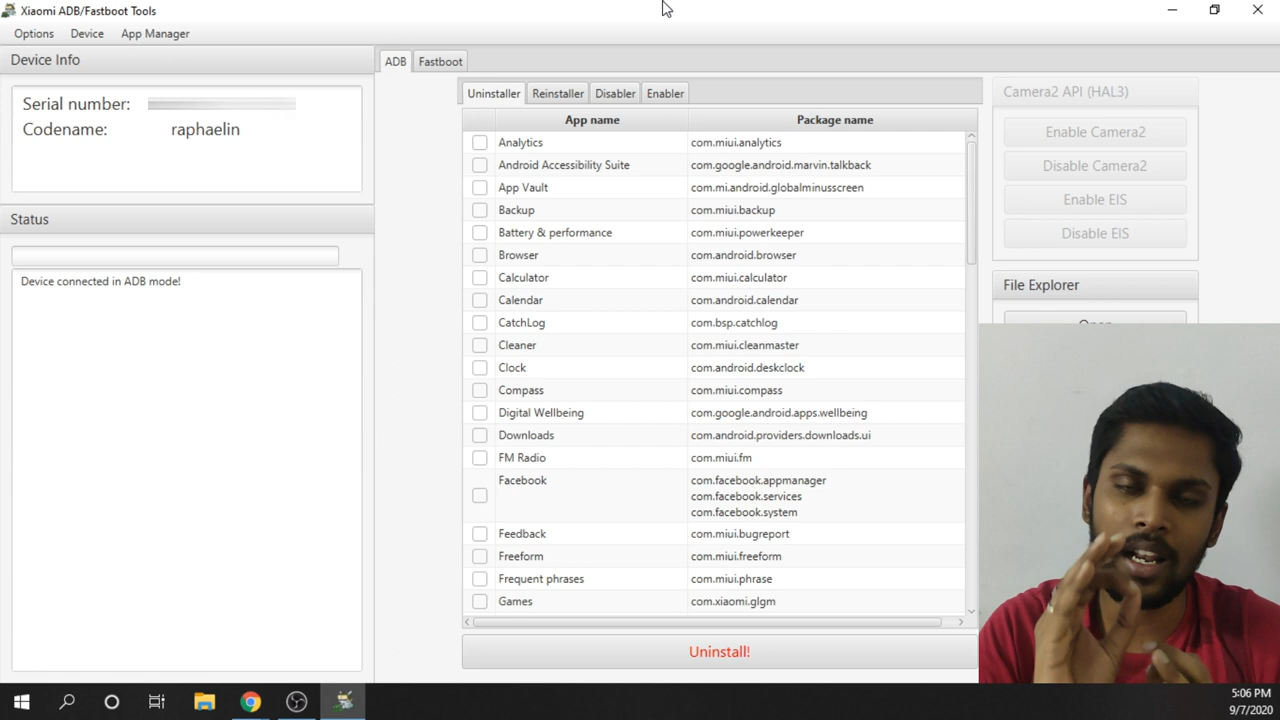 Xiaomi ADB/Fastboot Tools
Options Device App Manager
Device Info
Serial number:
Codename: raphaelin
Status
Device connected in ADB mode!
ADB Fastboot
Uninstaller Reinstaller Disabler Enabler
App name Package name
Analytics com.miui.analytics
Android Accessibility Suite com.google.android.marvin.talkback
App Vault com.mi.android.globalminusscreen
Backup com.miui.backup
Battery & performance com.miui.powerkeeper
Browser com.android.browser
Calculator com.miui.calculator
Calendar com.android.calendar
CatchLog com.bsp.catchlog
Cleaner com.miui.cleanmaster
Clock com.android.deskclock
Compass com.miui.compass
Digital Wellbeing com.google.android.apps.wellbeing
Downloads com.android.providers.downloads.ui
FM Radio com.miui.fm
Facebook com.facebook.appmanager
com.facebook.services
com.facebook.system
Feedback com.miui.bugreport
Freeform com.miui.freeform
Frequent phrases com.miui.phrase
Games com.xiaomi.glgm
Uninstall!
Camera2 API (HAL3)
Enable Camera2
Disable Camera2
Enable EIS
Disable EIS
File Explorer
5:06 PM
9/7/2020